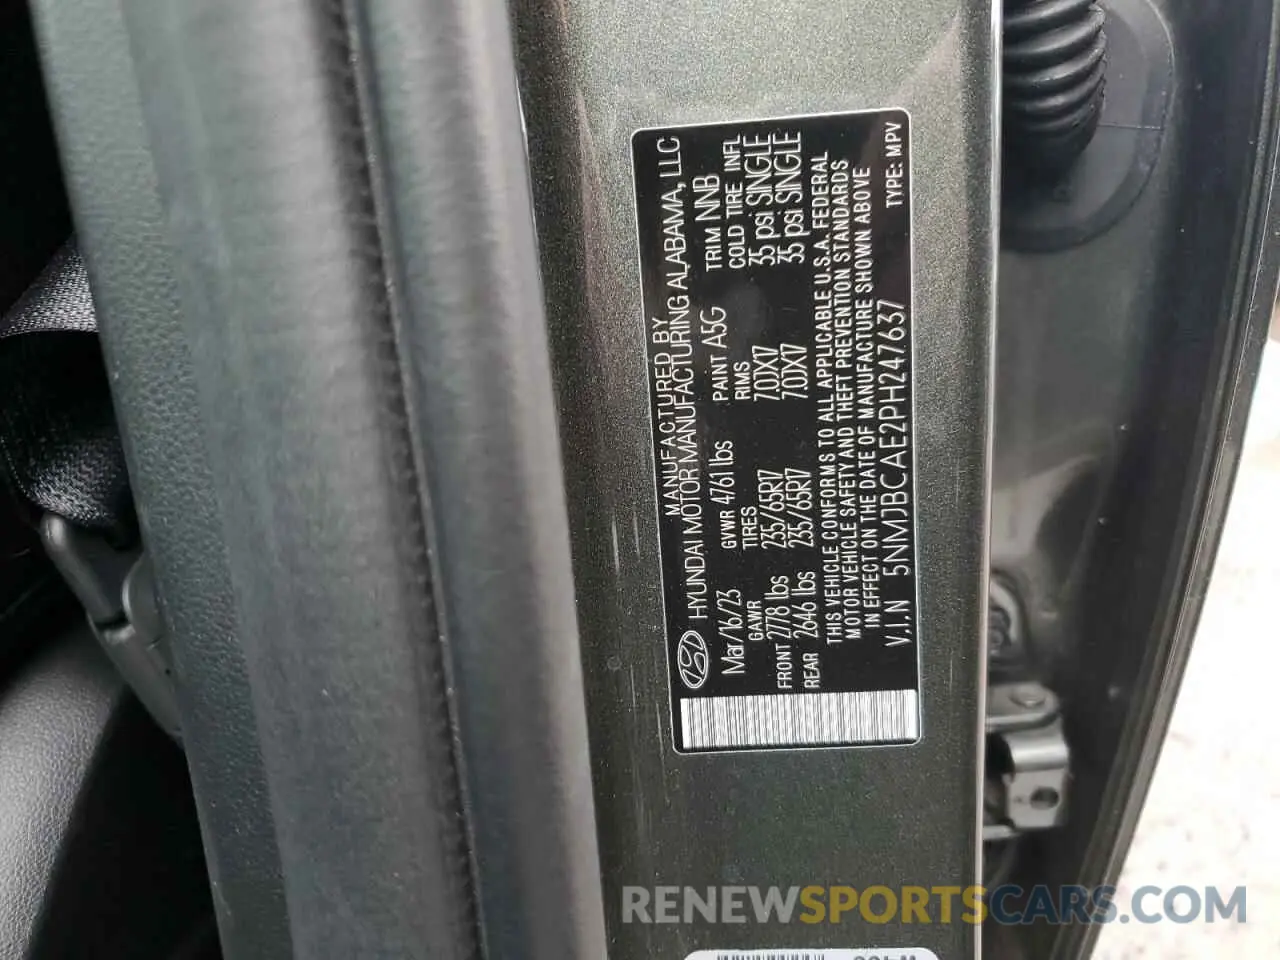 MANUFACTURED BY
HYUNDAI MOTOR MANUFACTURING ALABAMA, LLC
Mar/16/23 GVWR 4761 lbs PAINT A5G TRIM NNB
GAWR TIRES RIMS COLD TIRE INFL
FRONT 2778 lbs 235/65R17 7.0JX17 35 psi SINGLE
REAR 2646 lbs 235/65R17 7.0JX17 35 psi SINGLE
THIS VEHICLE CONFORMS TO ALL APPLICABLE U.S.A. FEDERAL
MOTOR VEHICLE SAFETY AND THEFT PREVENTION STANDARDS
IN EFFECT ON THE DATE OF MANUFACTURE SHOWN ABOVE
V.I.N 5NMJBCAE2PH247637 TYPE: MPV
RENEWSPORTSCARS.COM